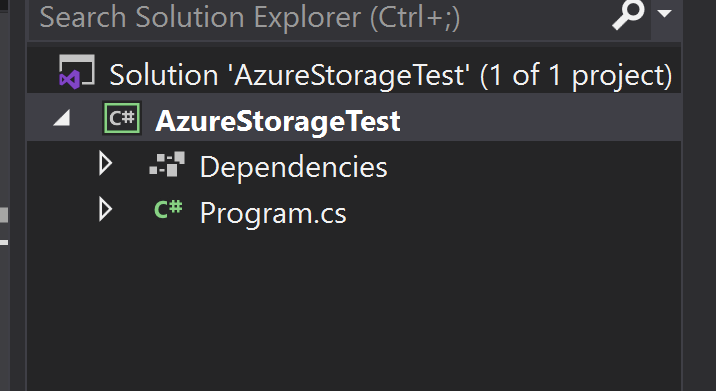 Search Solution Explorer (Ctrl+;)
Solution 'AzureStorageTest' (1 of 1 project)
C# AzureStorageTest
Dependencies
C# Program.cs